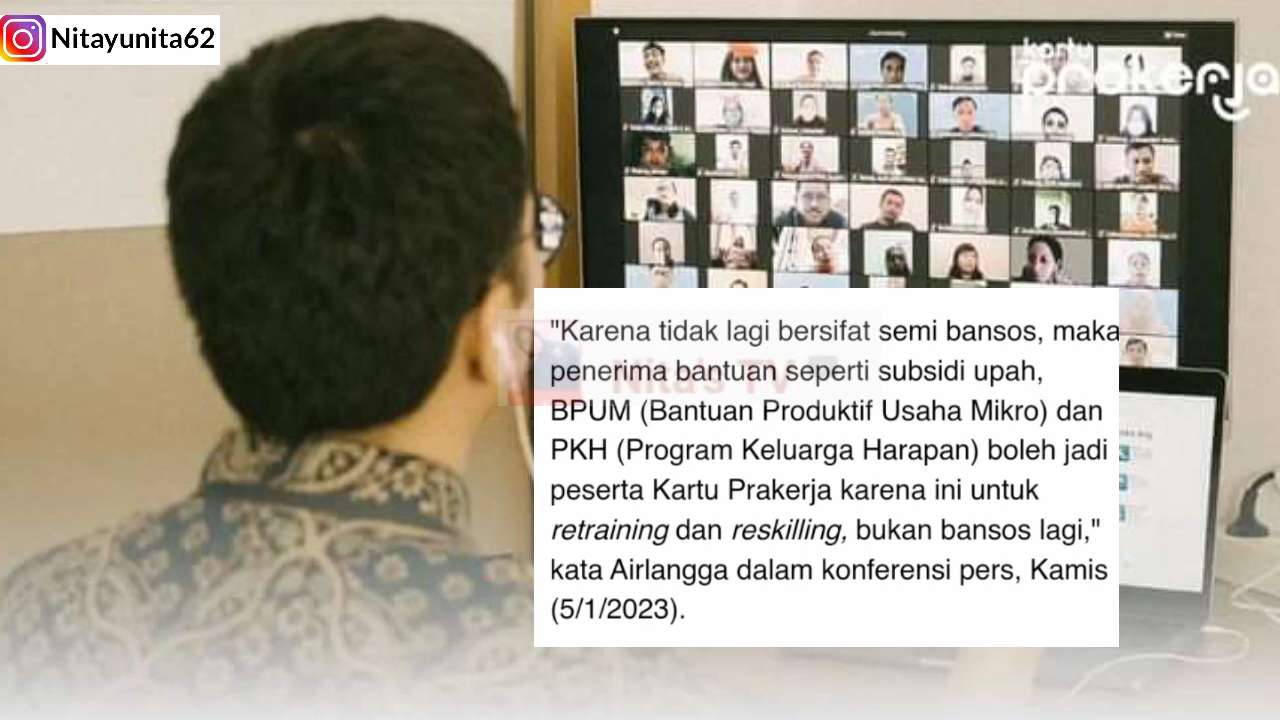 Nitayunita62
kartu
prakerja
"Karena tidak lagi bersifat semi bansos, maka
penerima bantuan seperti subsidi upah,
Nita's TV
BPUM (Bantuan Produktif Usaha Mikro) dan
PKH (Program Keluarga Harapan) boleh jadi
peserta Kartu Prakerja karena ini untuk
retraining dan reskilling, bukan bansos lagi,"
kata Airlangga dalam konferensi pers, Kamis
(5/1/2023).